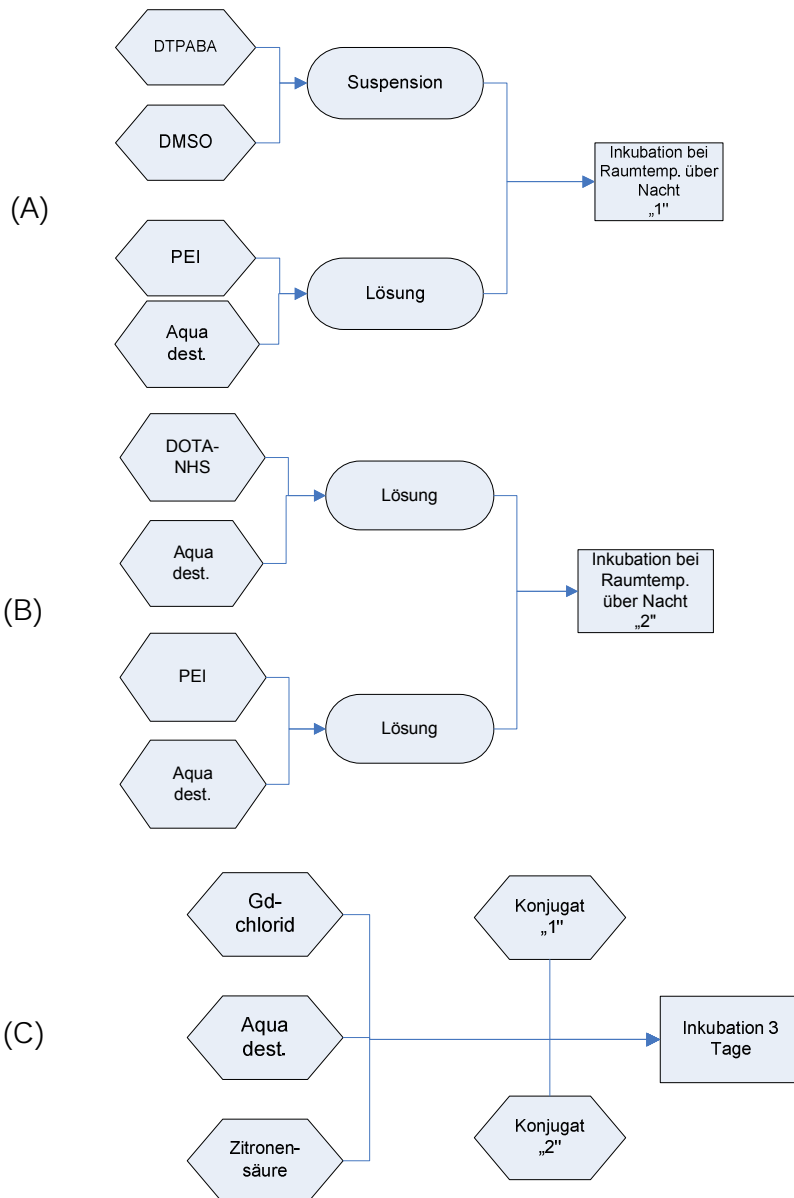 (A)
DTPABA
DMSO
Suspension
PEI
Aqua
dest.
Lösung
Inkubation bei
Raumtemp. über
Nacht
„1"
(B)
DOTA-
NHS
Aqua
dest.
Lösung
PEI
Aqua
dest.
Lösung
Inkubation bei
Raumtemp.
über Nacht
„2"
(C)
Gd-
chlorid
Aqua
dest.
Zitronen-
säure
Konjugat
„1"
Konjugat
„2"
Inkubation 3
Tage